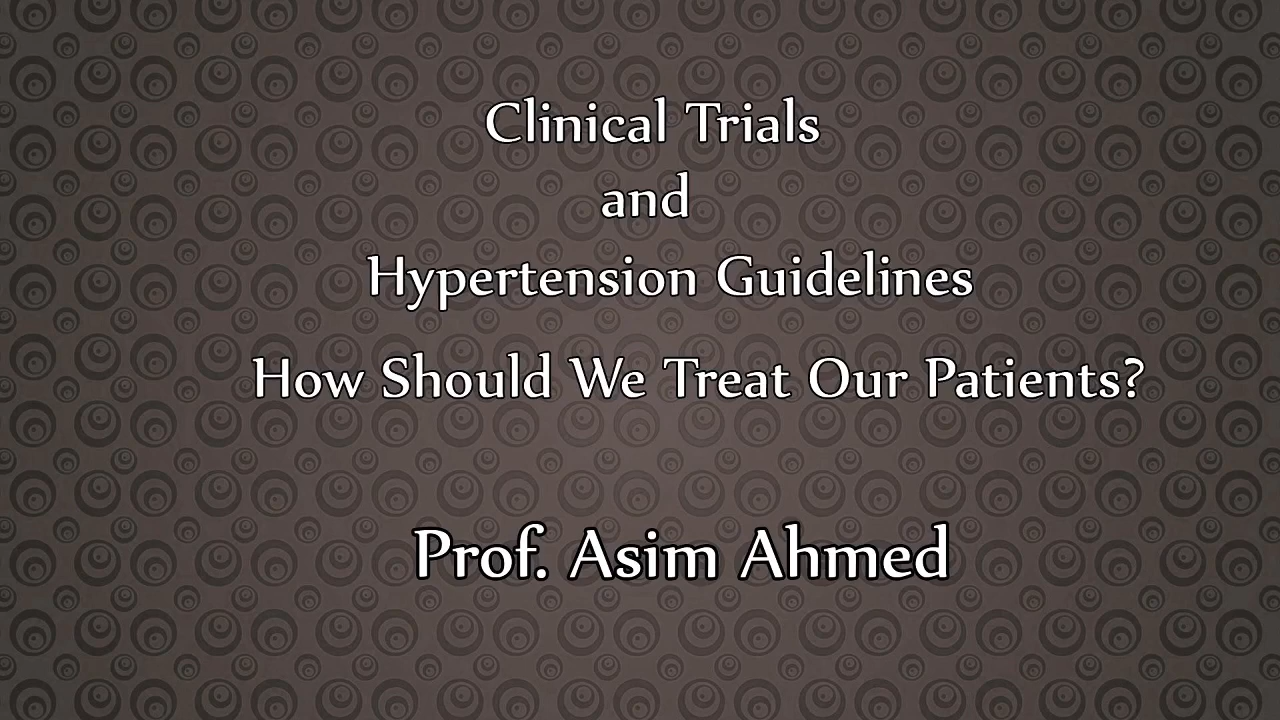 Clinical Trials
and
Hypertension Guidelines
How Should We Treat Our Patients?
Prof. Asim Ahmed